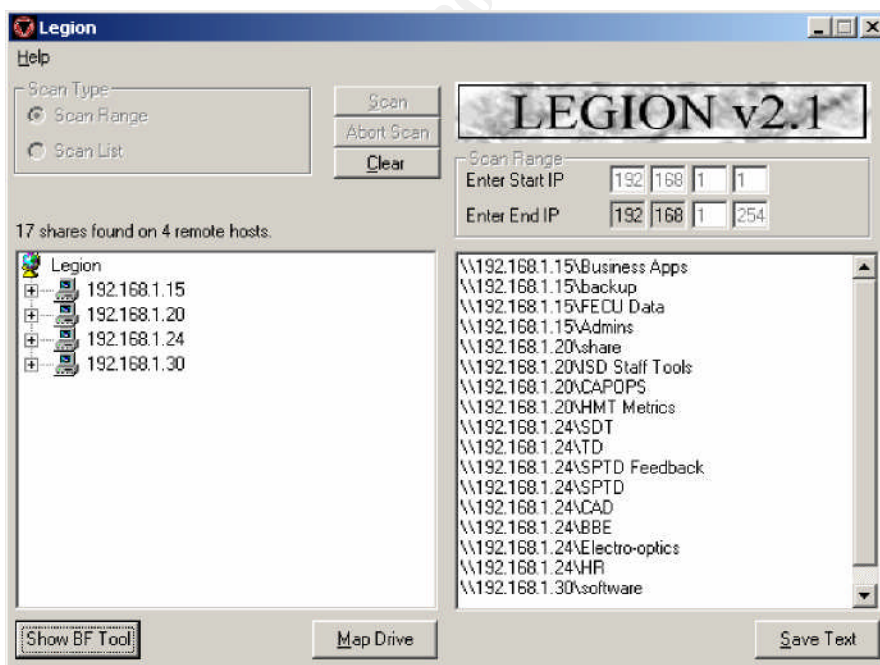 Legion
Help
Scan Type
Scan Range
Scan List
Scan
Abort Scan
Clear
LEGION v2.1
Scan Range
Enter Start IP 192 168 1 1
Enter End IP 192 168 1 254
17 shares found on 4 remote hosts.
Legion
192.168.1.15
192.168.1.20
192.168.1.24
192.168.1.30
\\192.168.1.15\Business Apps
\\192.168.1.15\backup
\\192.168.1.15\FECU Data
\\192.168.1.15\Admins
\\192.168.1.20\share
\\192.168.1.20\ISD Staff Tools
\\192.168.1.20\CAPOPS
\\192.168.1.20\HMT Metrics
\\192.168.1.24\SDT
\\192.168.1.24\TD
\\192.168.1.24\SPTD Feedback
\\192.168.1.24\SPTD
\\192.168.1.24\CAD
\\192.168.1.24\BBE
\\192.168.1.24\Electro-optics
\\192.168.1.24\HR
\\192.168.1.30\software
Show BF Tool
Map Drive
Save Text